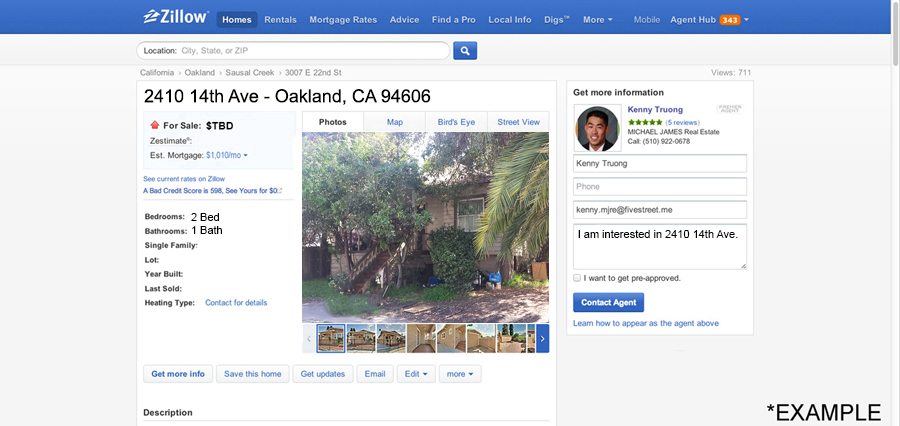 Zillow Homes Rentals Mortgage Rates Advice Find a Pro Local Info Digs™ More Mobile Agent Hub 343
Location: City, State, or ZIP
California › Oakland › Sausal Creek › 3007 E 22nd St Views: 711
2410 14th Ave - Oakland, CA 94606
For Sale: $TBD
Zestimate®:
Est. Mortgage: $1,010/mo
See current rates on Zillow
A Bad Credit Score is 598, See Yours for $0
Bedrooms: 2 Bed
Bathrooms: 1 Bath
Single Family:
Lot:
Year Built:
Last Sold:
Heating Type: Contact for details
Photos Map Bird's Eye Street View
Get more info Save this home Get updates Email Edit more
Description
Get more information
Kenny Truong
PREMIER
AGENT
(5 reviews)
MICHAEL JAMES Real Estate
Call: (510) 922-0678
Kenny Truong
Phone
kenny.mjre@fivestreet.me
I am interested in 2410 14th Ave.
I want to get pre-approved.
Contact Agent
Learn how to appear as the agent above
*EXAMPLE